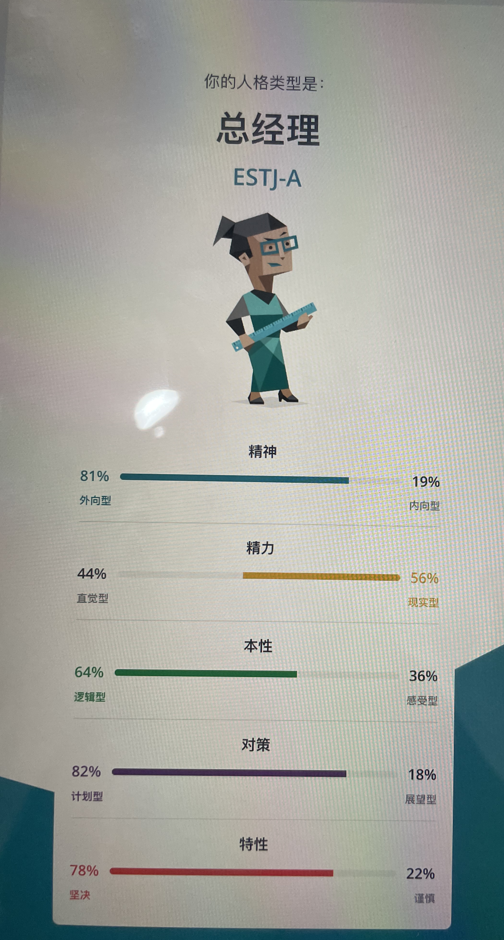 你的人格类型是：
总经理
ESTJ-A
精神
81% 19%
外向型 内向型
精力
44% 56%
直觉型 现实型
本性
64% 36%
逻辑型 感受型
对策
82% 18%
计划型 展望型
特性
78% 22%
坚决 谨慎